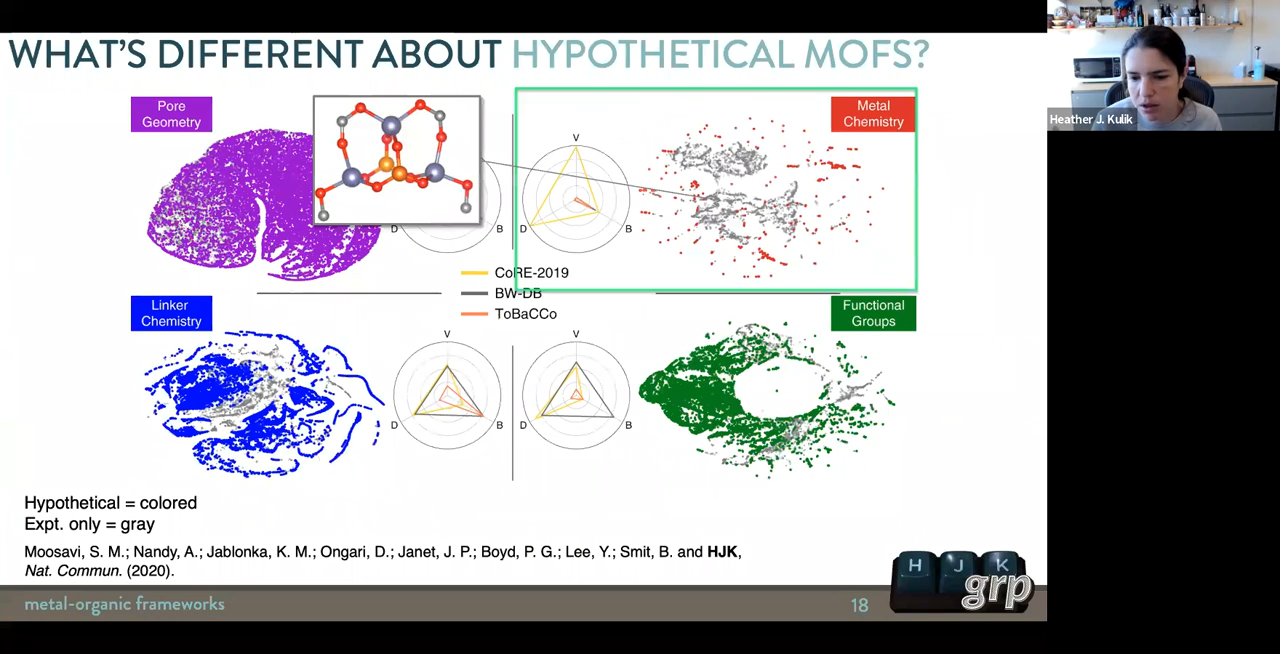 WHAT'S DIFFERENT ABOUT HYPOTHETICAL MOFS?
Heather J. Kulik
Pore
Geometry
Metal
Chemistry
V
D
B
V
D
B
CoRE-2019
BW-DB
ToBaCCo
Linker
Chemistry
Functional
Groups
V
D
B
V
D
B
Hypothetical = colored
Expt. only = gray
Moosavi, S. M.; Nandy, A.; Jablonka, K. M.; Ongari, D.; Janet, J. P.; Boyd, P. G.; Lee, Y.; Smit, B. and HJK,
Nat. Commun. (2020).
metal-organic frameworks
18
H J K
grp